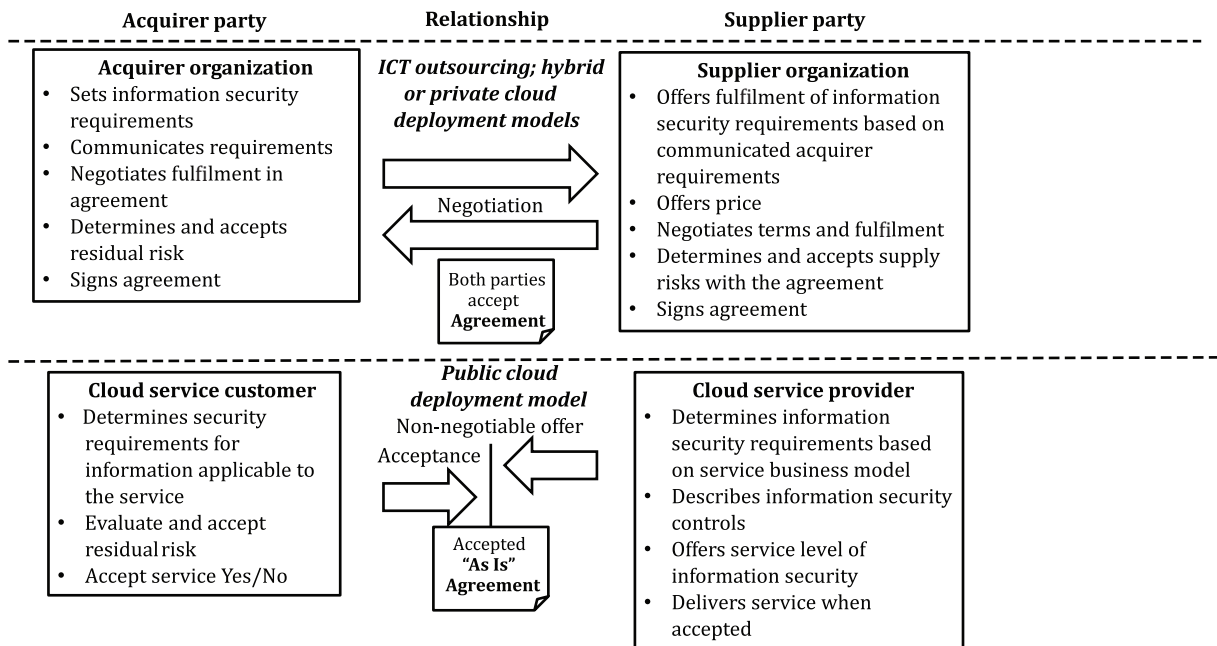 Acquirer party
Relationship
Supplier party
Acquirer organization
• Sets information security
requirements
• Communicates requirements
• Negotiates fulfilment in
agreement
• Determines and accepts
residual risk
• Signs agreement
ICT outsourcing; hybrid
or private cloud
deployment models
Negotiation
Both parties
accept
Agreement
Supplier organization
• Offers fulfilment of information
security requirements based on
communicated acquirer
requirements
• Offers price
• Negotiates terms and fulfilment
• Determines and accepts supply
risks with the agreement
• Signs agreement
Cloud service customer
• Determines security
requirements for
information applicable to
the service
• Evaluate and accept
residual risk
• Accept service Yes/No
Public cloud
deployment model
Non-negotiable offer
Acceptance
Accepted
“As Is”
Agreement
Cloud service provider
• Determines information
security requirements based
on service business model
• Describes information security
controls
• Offers service level of
information security
• Delivers service when
accepted